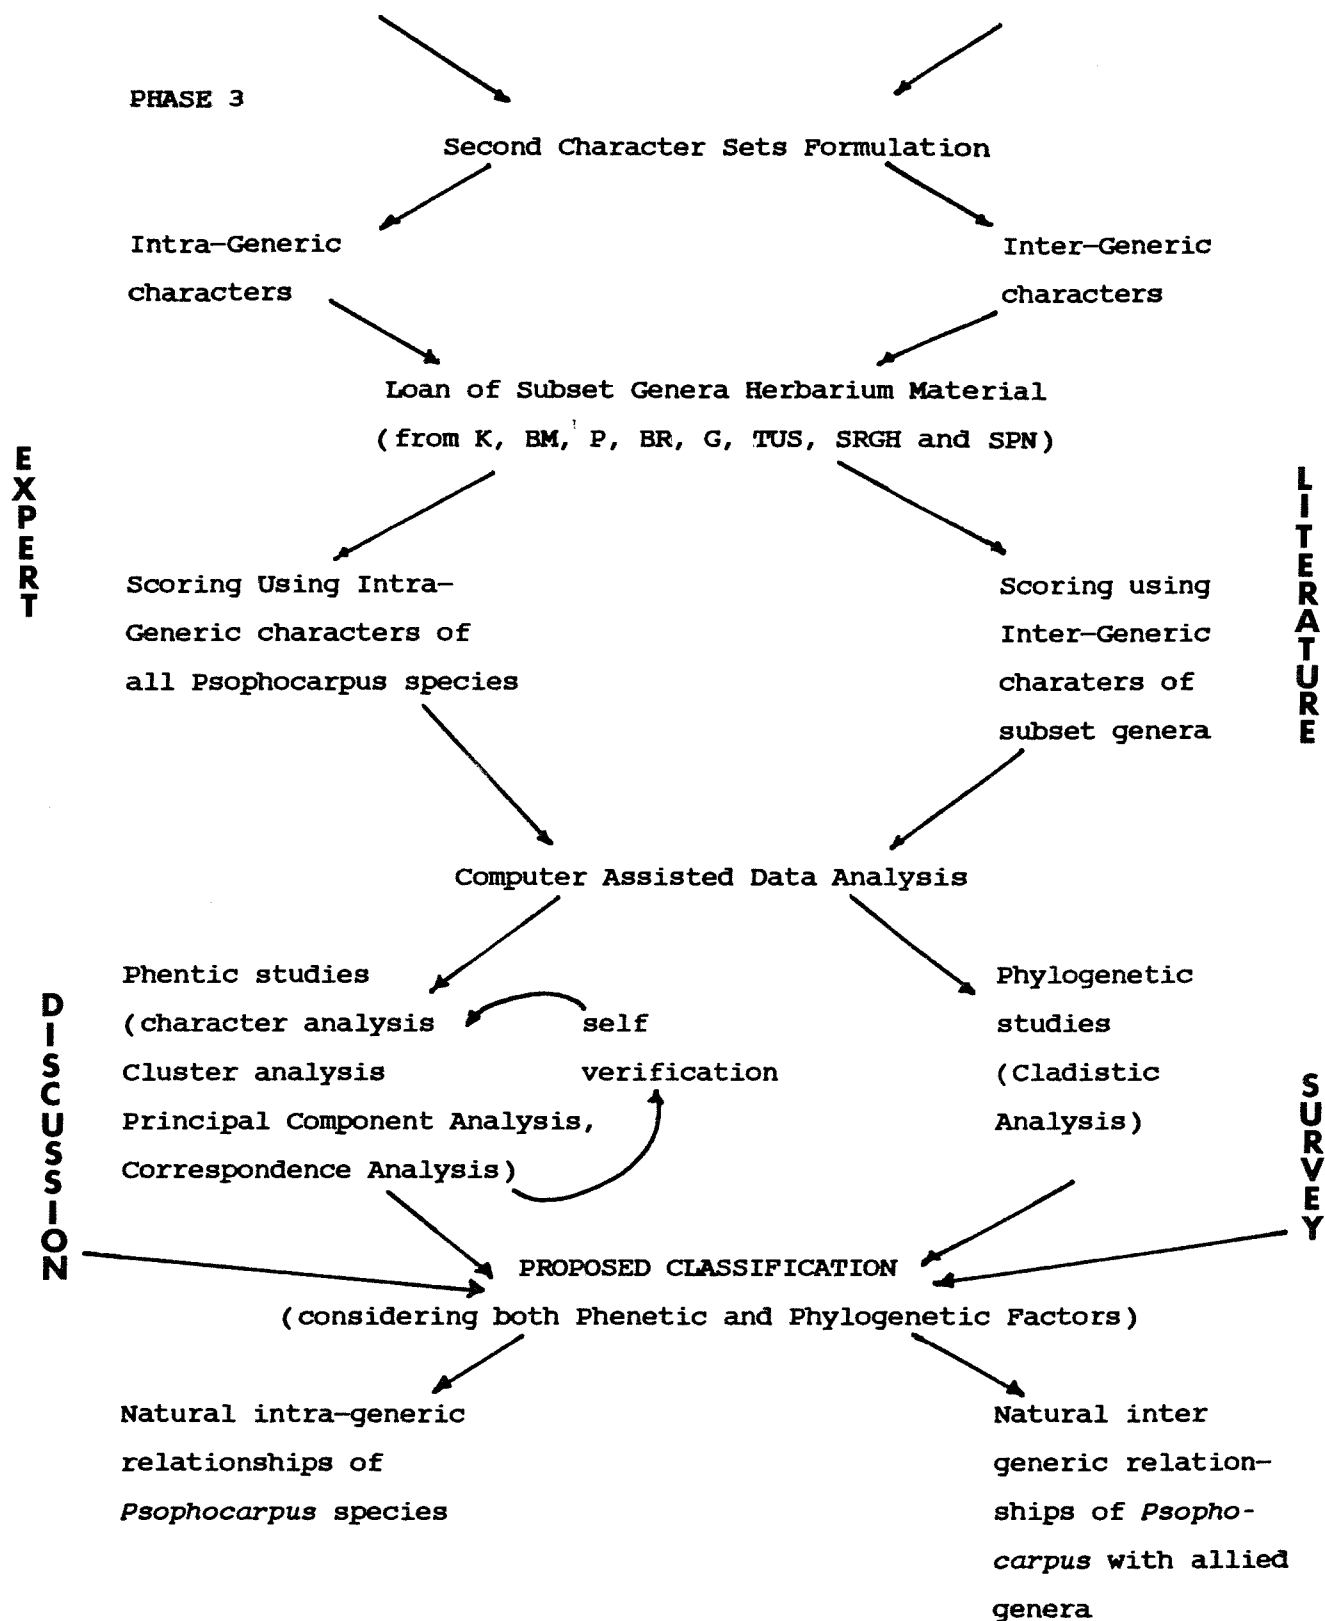 PHASE 3
Second Character Sets Formulation
Intra-Generic
characters
Inter-Generic
characters
Loan of Subset Genera Herbarium Material
(from K, BM, P, BR, G, TUS, SRGH and SPN)
EXPERT
LITERATURE
Scoring Using Intra-
Generic characters of
all Psophocarpus species
Scoring using
Inter-Generic
charaters of
subset genera
Computer Assisted Data Analysis
Phentic studies
(character analysis
Cluster analysis
Principal Component Analysis,
Correspondence Analysis)
self
verification
Phylogenetic
studies
(Cladistic
Analysis)
DISCUSSION
SURVEY
PROPOSED CLASSIFICATION
(considering both Phenetic and Phylogenetic Factors)
Natural intra-generic
relationships of
Psophocarpus species
Natural inter
generic relation-
ships of Psopho-
carpus with allied
genera